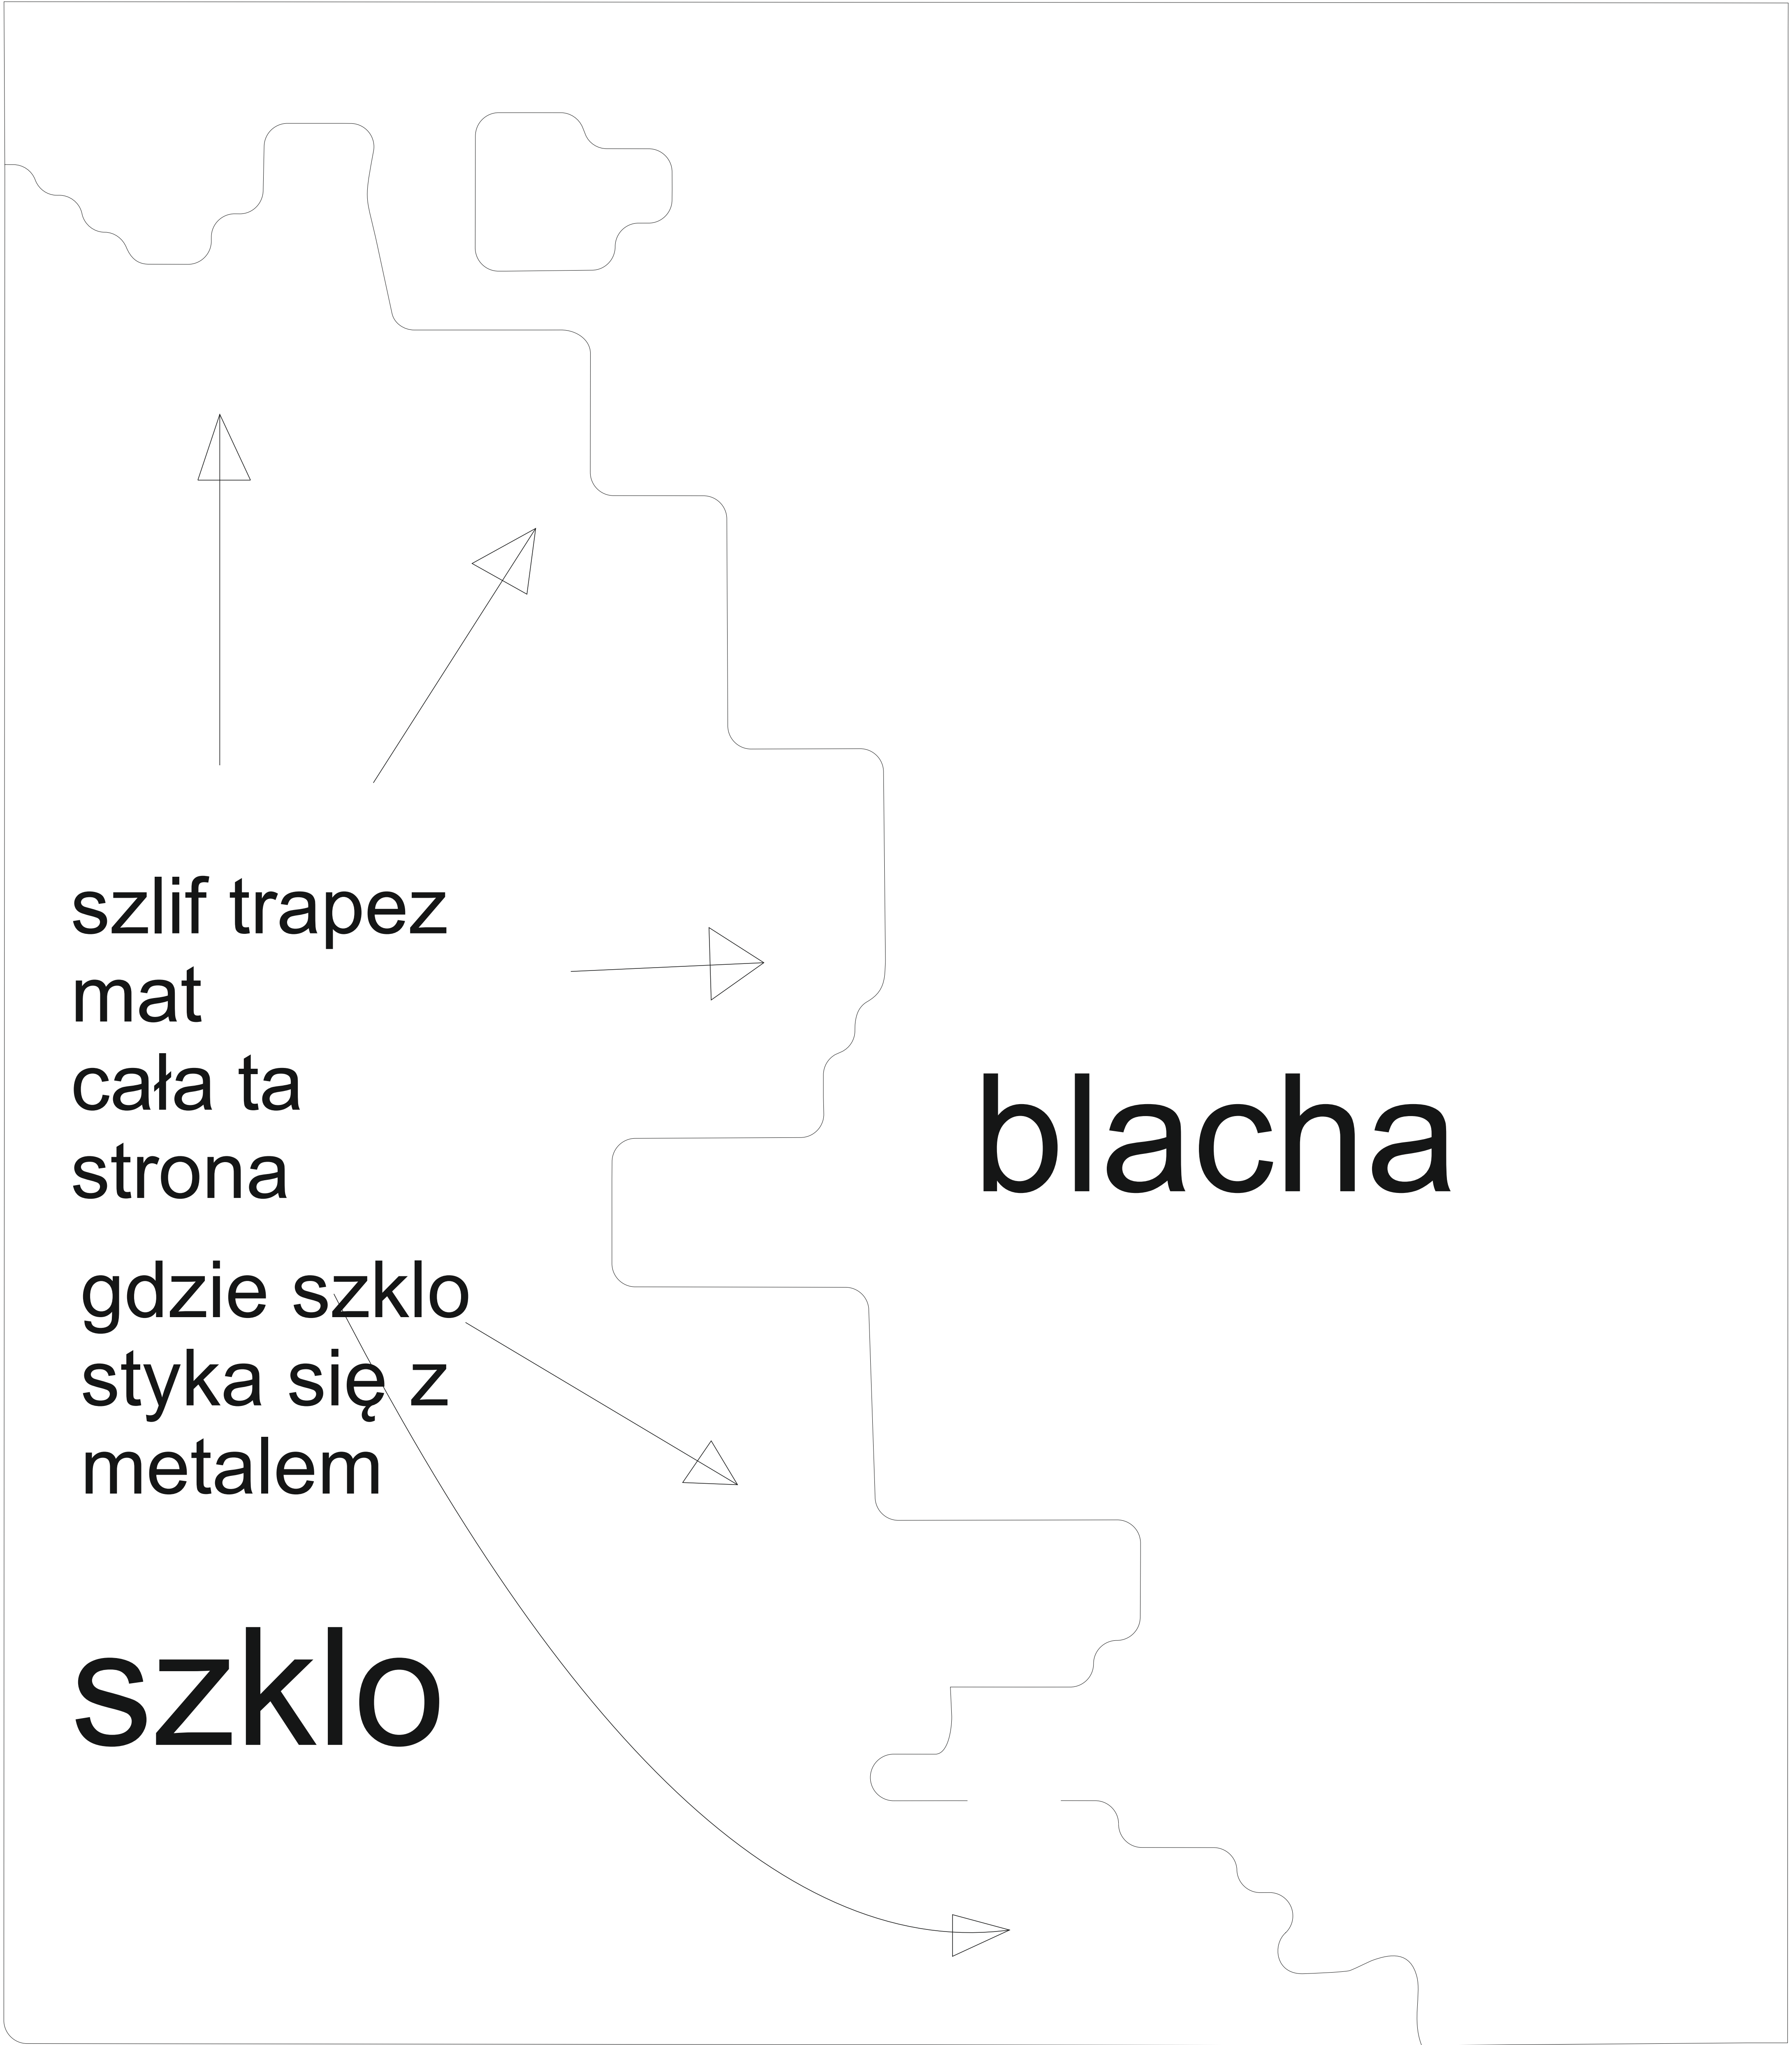 szlif trapez
mat
cała ta
strona
gdzie szklo
styka się z
metalem
blacha
szklo